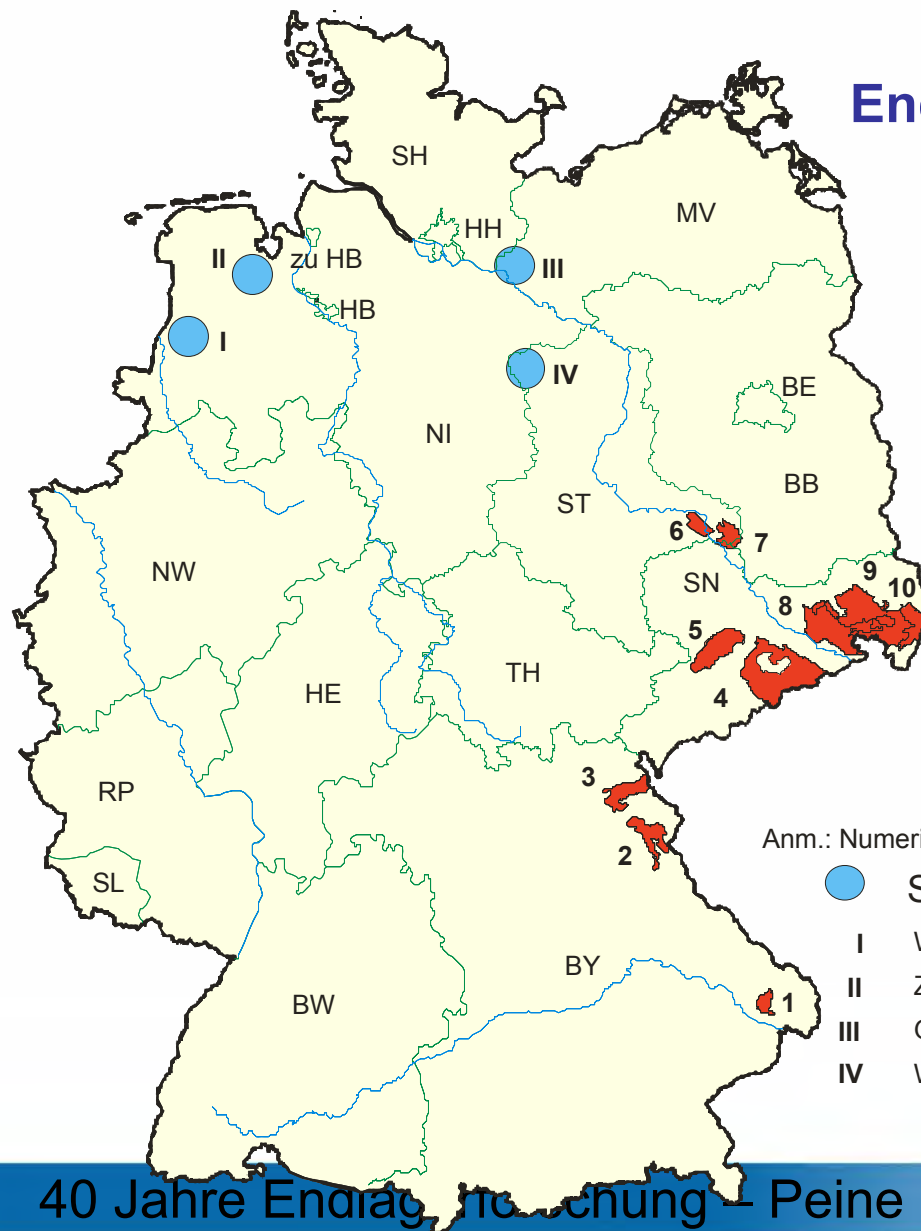 End
SH
MV
HH
II
zu HB
III
HB
I
IV
BE
NI
BB
ST
6
7
NW
9
SN
10
8
5
TH
HE
4
3
RP
2
Anm.: Numeri
SL
S
I W
BY
II Z
BW
1
III
IV W
40 Jahre Endlag chung – Peine